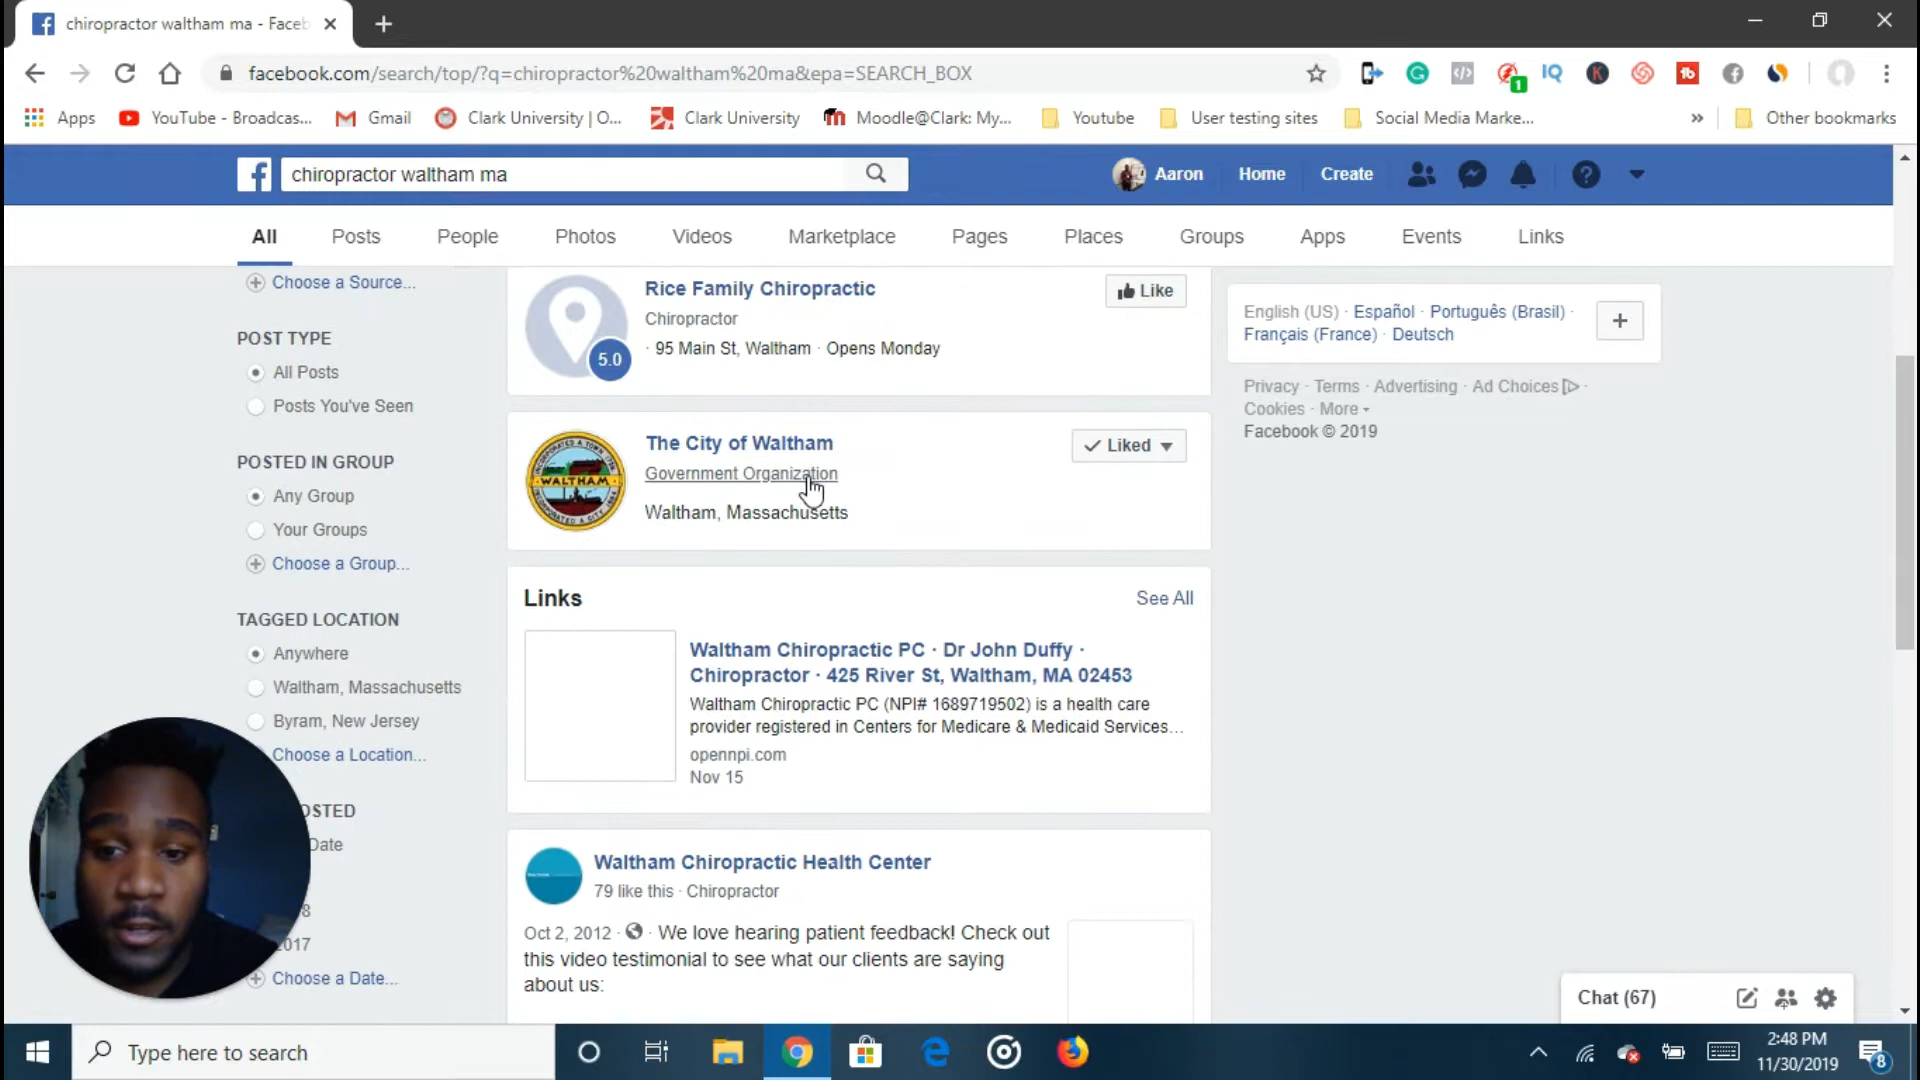 chiropractor waltham ma - Faceb
facebook.com/search/top/?q=chiropractor%20waltham%20ma&epa=SEARCH_BOX
1
Apps
YouTube - Broadcas...
Gmail
Clark University | O...
Clark University
Moodle@Clark: My...
Youtube
User testing sites
Social Media Marke...
»
Other bookmarks
chiropractor waltham ma
Aaron
Home
Create
All
Posts
People
Photos
Videos
Marketplace
Pages
Places
Groups
Apps
Events
Links
Choose a Source...
POST TYPE
All Posts
Posts You've Seen
POSTED IN GROUP
Any Group
Your Groups
Choose a Group...
TAGGED LOCATION
Anywhere
Waltham, Massachusetts
Byram, New Jersey
Choose a Location...
OSTED
Date
8
2017
Choose a Date...
Rice Family Chiropractic
Chiropractor
· 95 Main St, Waltham · Opens Monday
5.0
Like
The City of Waltham
Government Organization
Waltham, Massachusetts
WALTHAM
Liked
Links
See All
Waltham Chiropractic PC · Dr John Duffy ·
Chiropractor · 425 River St, Waltham, MA 02453
Waltham Chiropractic PC (NPI# 1689719502) is a health care
provider registered in Centers for Medicare & Medicaid Services...
opennpi.com
Nov 15
Waltham Chiropractic Health Center
79 like this · Chiropractor
Oct 2, 2012 · · We love hearing patient feedback! Check out
this video testimonial to see what our clients are saying
about us:
English (US) · Español · Português (Brasil) ·
Français (France) · Deutsch
Privacy · Terms · Advertising · Ad Choices ·
Cookies · More
Facebook © 2019
Chat (67)
Type here to search
2:48 PM
11/30/2019
8